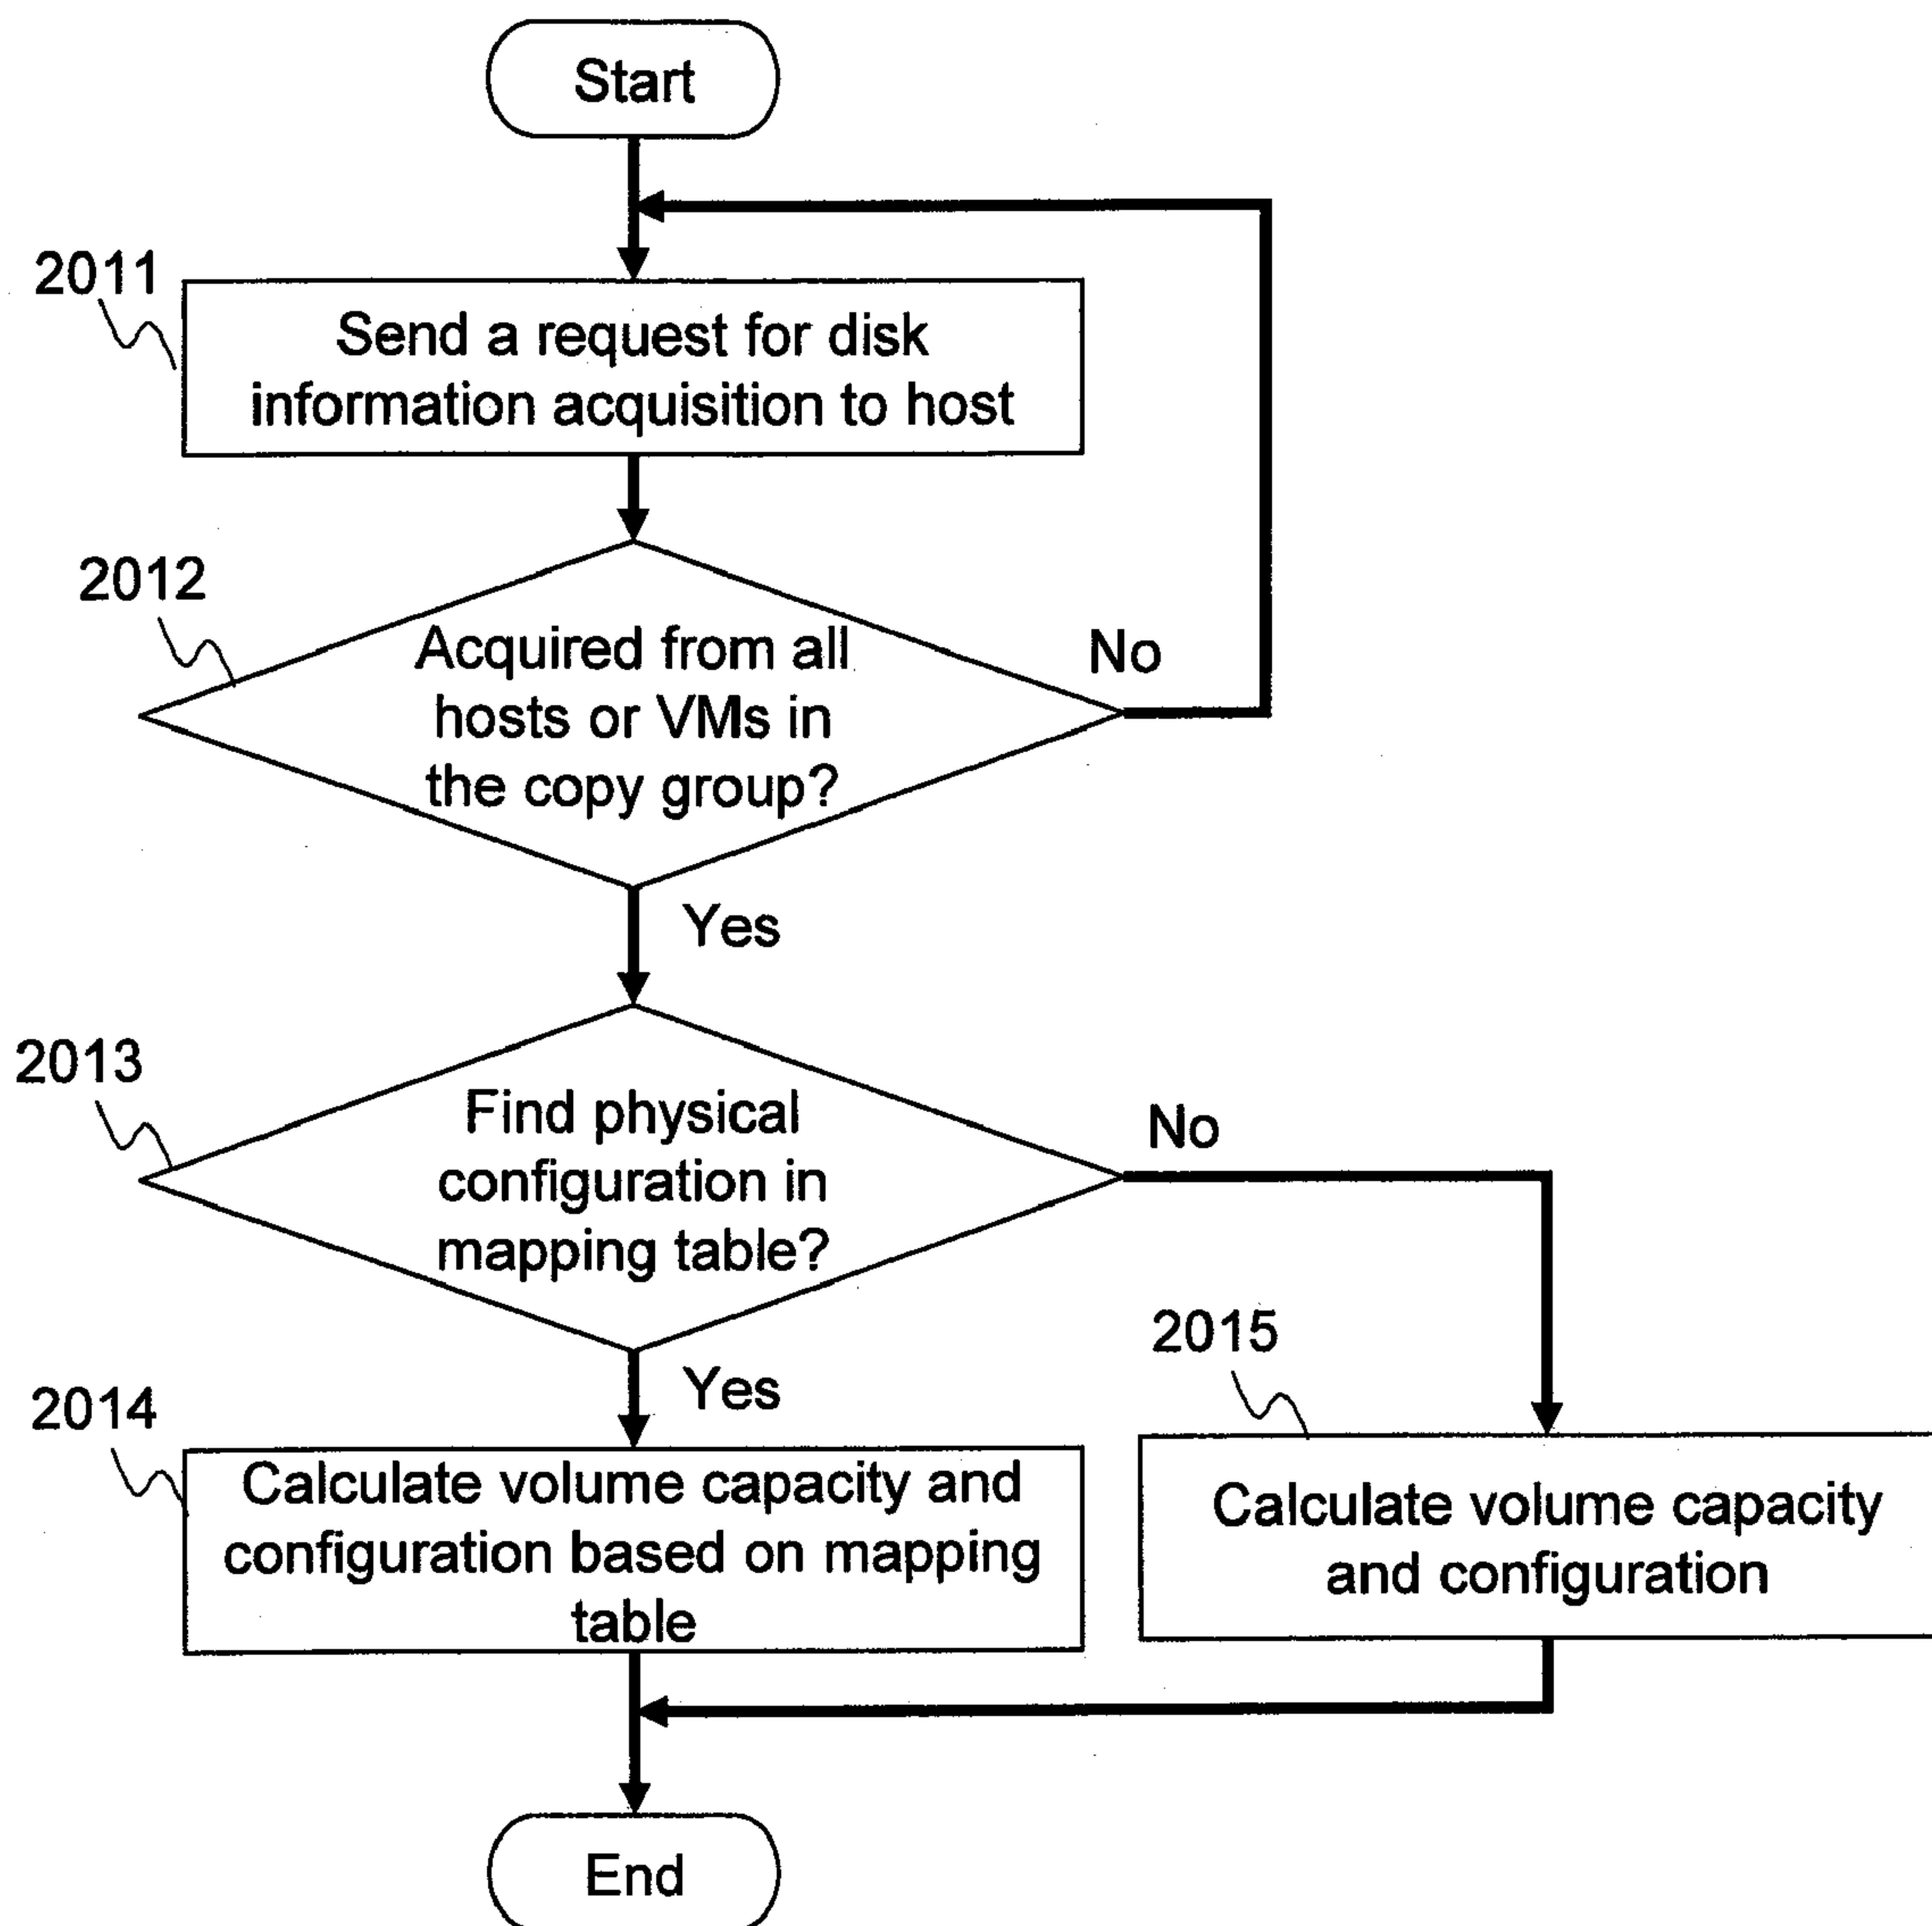 Start
2011
Send a request for disk
information acquisition to host
2012
Acquired from all
hosts or VMs in
the copy group?
No
Yes
2013
Find physical
configuration in
mapping table?
No
Yes
2014
Calculate volume capacity and
configuration based on mapping
table
2015
Calculate volume capacity
and configuration
End